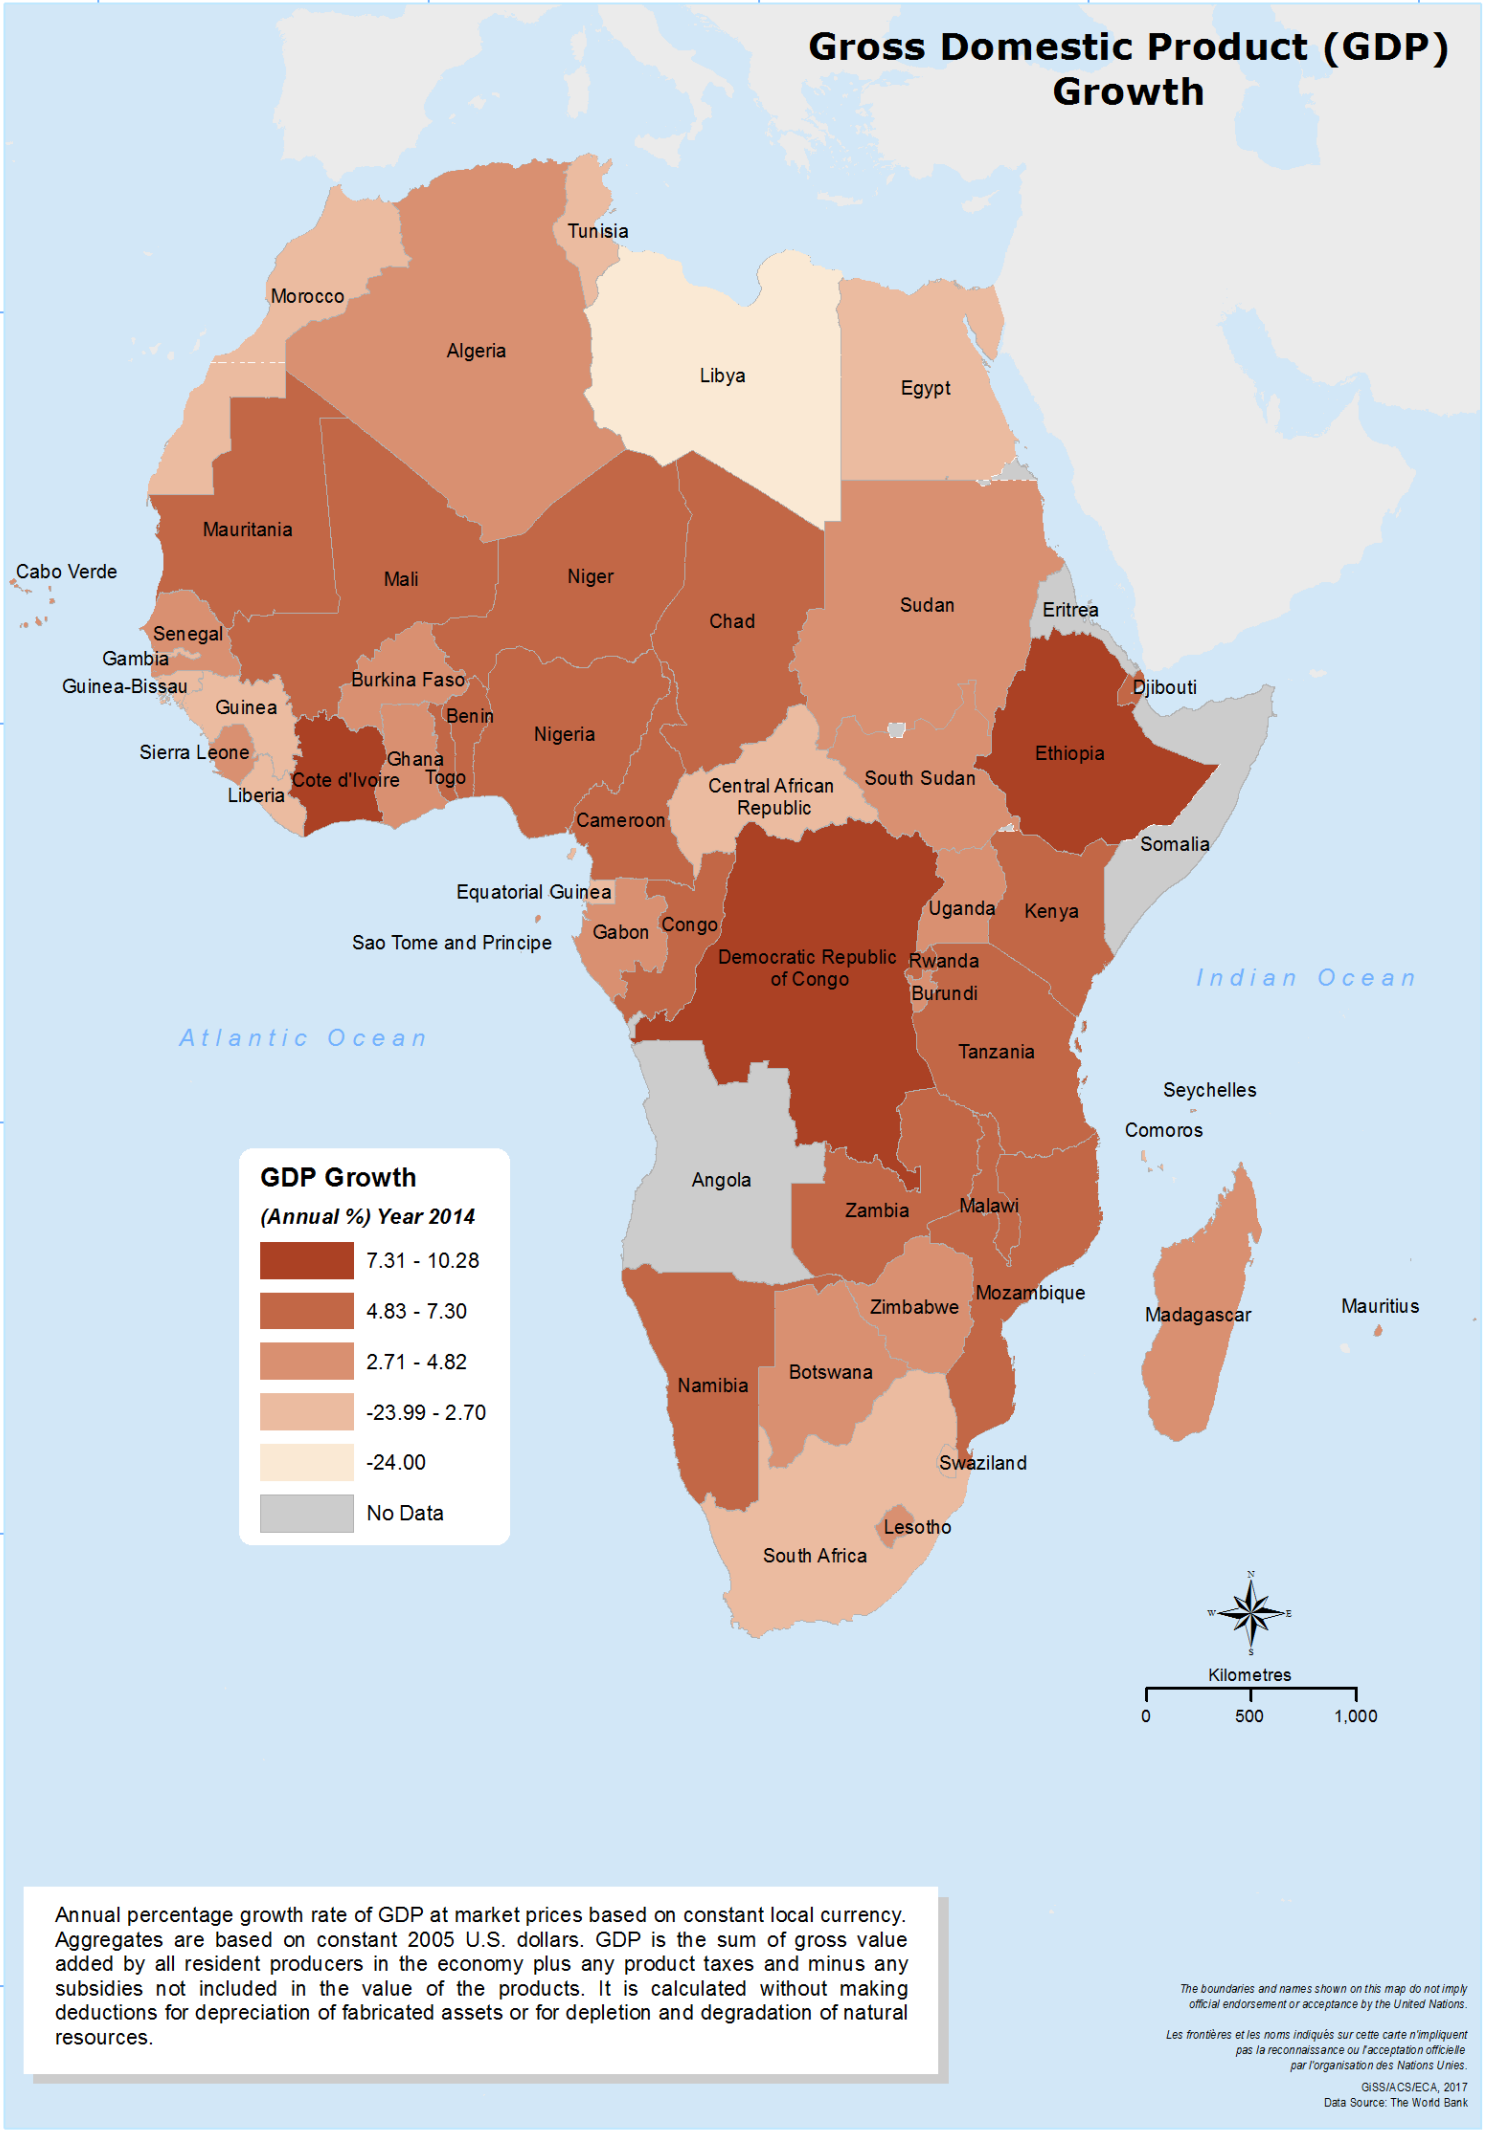 Gross Domestic Product (GDP)
Growth
Tunisia
Morocco
Algeria
Libya
Egypt
Mauritania
Cabo Verde
Mali
Niger
Chad
Sudan
Eritrea
Senegal
Gambia
Guinea-Bissau
Burkina Faso
Djibouti
Guinea
Benin
Nigeria
Sierra Leone
Ghana
Ethiopia
Cote d'Ivoire
Togo
South Sudan
Liberia
Central African
Republic
Cameroon
Somalia
Equatorial Guinea
Uganda
Kenya
Gabon
Congo
Sao Tome and Principe
Democratic Republic
of Congo
Rwanda
Indian Ocean
Burundi
Atlantic Ocean
Tanzania
Seychelles
Comoros
Angola
Zambia
Malawi
Mozambique
Zimbabwe
Madagascar
Mauritius
Botswana
Namibia
Swaziland
Lesotho
South Africa
GDP Growth
(Annual %) Year 2014
7.31 - 10.28
4.83 - 7.30
2.71 - 4.82
-23.99 - 2.70
-24.00
No Data
N
W E
S
Kilometres
0 500 1,000
Annual percentage growth rate of GDP at market prices based on constant local currency.
Aggregates are based on constant 2005 U.S. dollars. GDP is the sum of gross value
added by all resident producers in the economy plus any product taxes and minus any
subsidies not included in the value of the products. It is calculated without making
deductions for depreciation of fabricated assets or for depletion and degradation of natural
resources.
The boundaries and names shown on this map do not imply
official endorsement or acceptance by the United Nations.
Les frontières et les noms indiqués sur cette carte n'impliquent
pas la reconnaissance ou l'acceptation officielle
par l'organisation des Nations Unies.
GiSS/ACS/ECA, 2017
Data Source: The World Bank